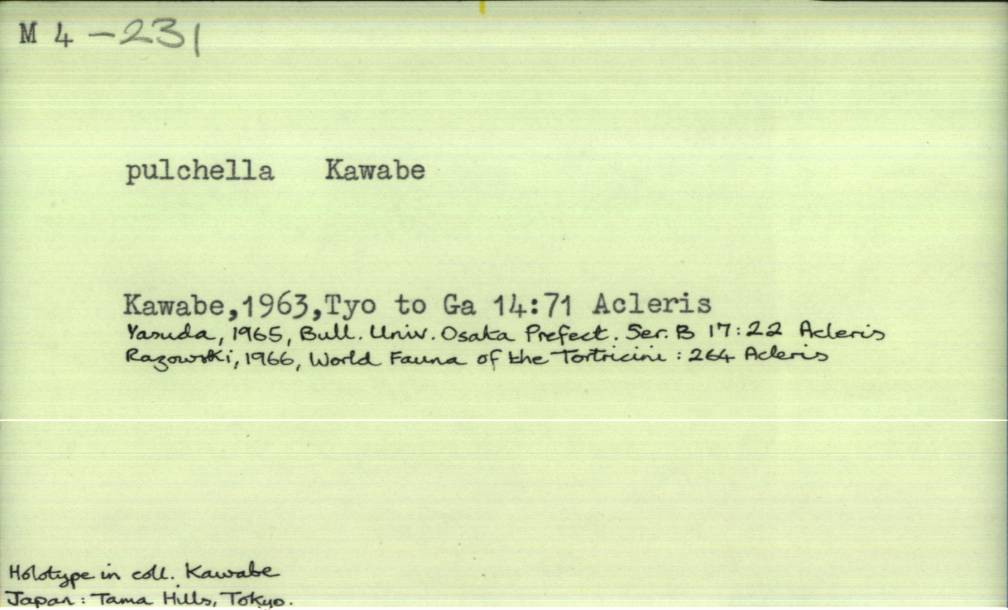 M 4 -231
pulchella Kawabe
Kawabe,1963,Tyo to Ga 14:71 Acleris
Yasuda, 1965, Bull. Univ. Osaka Prefect. Ser. B 17:22 Acleris
Razowski, 1966, World Fauna of the Tortricini : 264 Acleris
Holotype in coll. Kawabe
Japan : Tama Hills, Tokyo.